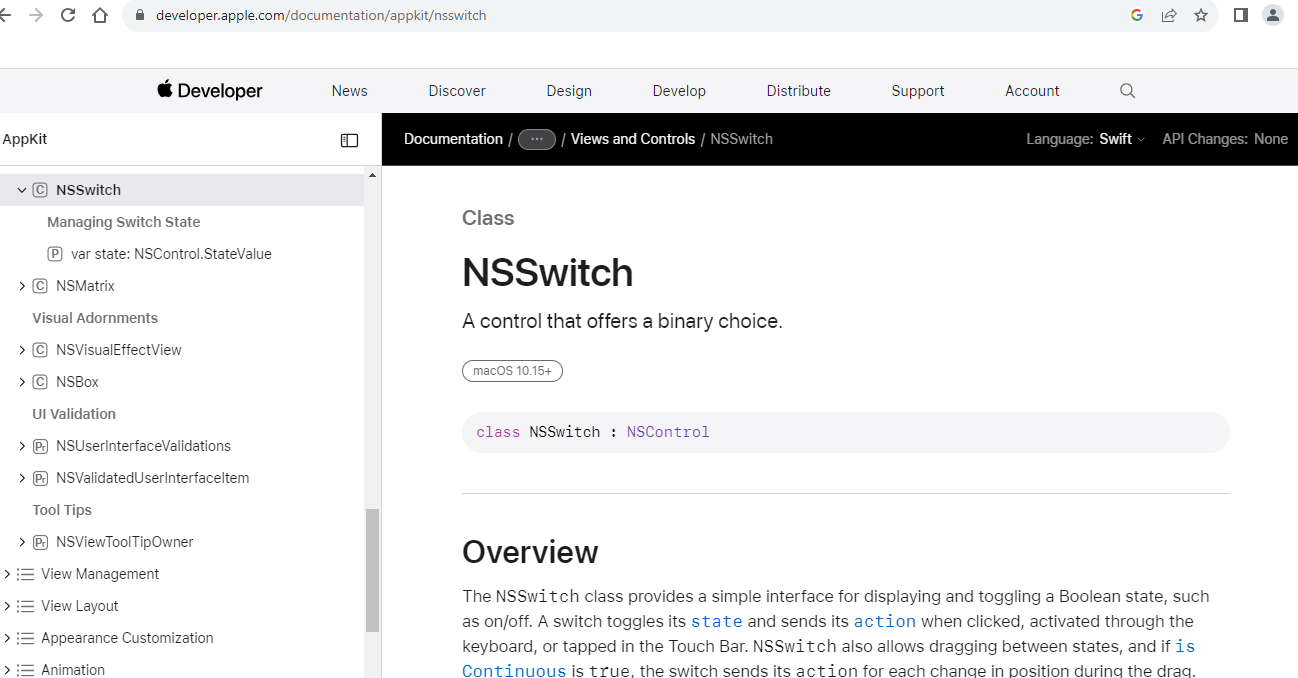 developer.apple.com/documentation/appkit/nsswitch
Developer News Discover Design Develop Distribute Support Account
AppKit
Documentation / ··· / Views and Controls / NSSwitch Language: Swift API Changes: None
C NSSwitch
Managing Switch State
P var state: NSControl.StateValue
C NSMatrix
Visual Adornments
C NSVisualEffectView
C NSBox
UI Validation
Pr NSUserInterfaceValidations
Pr NSValidatedUserInterfaceItem
Tool Tips
Pr NSViewToolTipOwner
View Management
View Layout
Appearance Customization
Animation
Class
NSSwitch
A control that offers a binary choice.
macOS 10.15+
class NSSwitch : NSControl
Overview
The NSSwitch class provides a simple interface for displaying and toggling a Boolean state, such
as on/off. A switch toggles its state and sends its action when clicked, activated through the
keyboard, or tapped in the Touch Bar. NSSwitch also allows dragging between states, and if is
Continuous is true, the switch sends its action for each change in position during the drag.